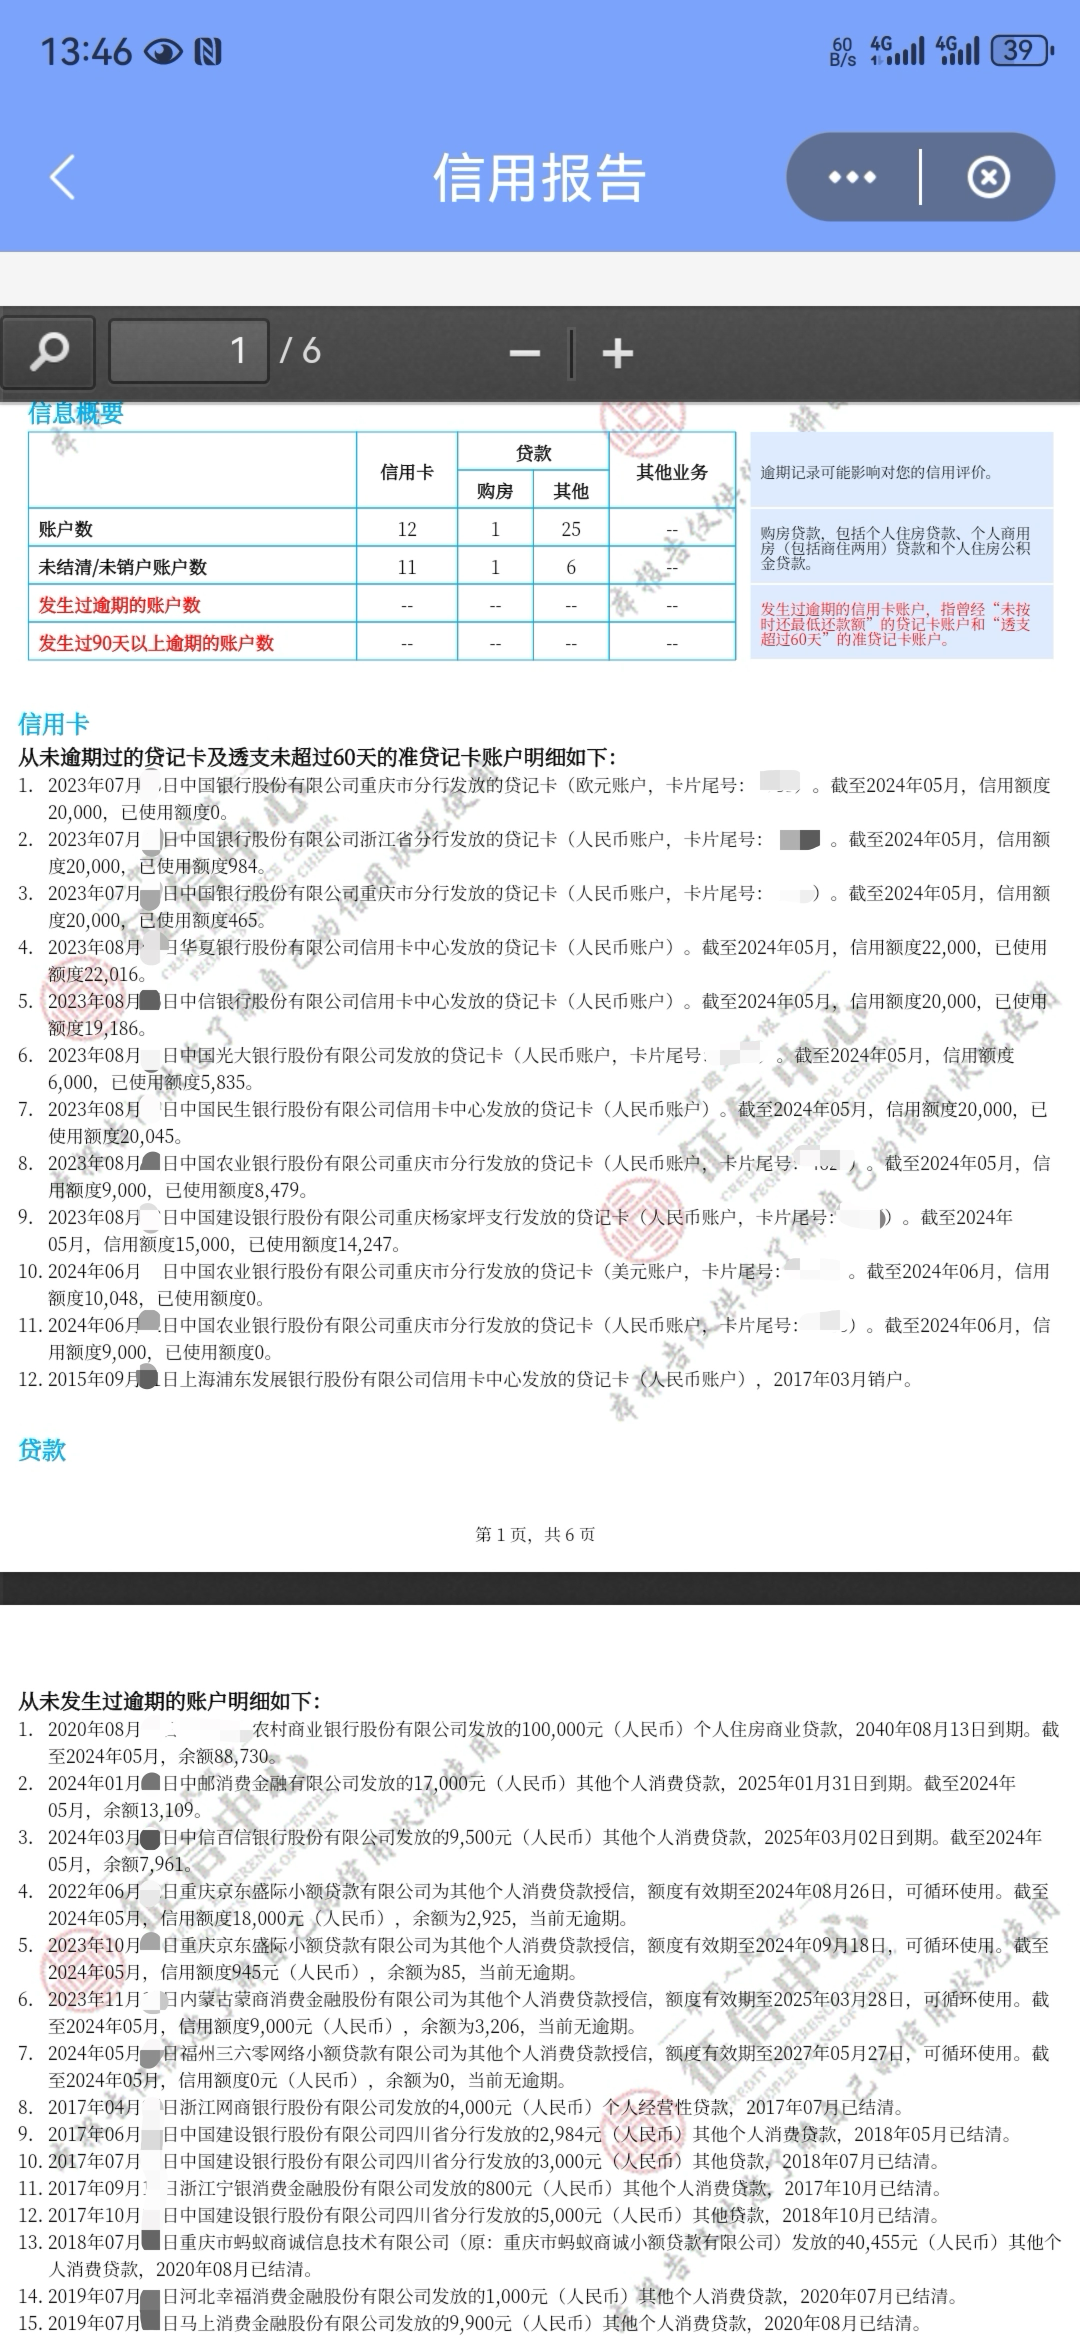 13:46
60 B/s 4G 4G 39
信用报告
1 / 6
信息概要
信用卡 贷款 其他业务
购房 其他
账户数 12 1 25 --
未结清/未销户账户数 11 1 6 --
发生过逾期的账户数 -- -- -- --
发生过90天以上逾期的账户数 -- -- -- --
逾期记录可能影响对您的信用评价。
购房贷款，包括个人住房贷款、个人商用
房（包括商住两用）贷款和个人住房公积
金贷款。
发生过逾期的信用卡账户，指曾经“未按
时还最低还款额”的贷记卡账户和“透支
超过60天”的准贷记卡账户。
信用卡
从未逾期过的贷记卡及透支未超过60天的准贷记卡账户明细如下：
1. 2023年07月 日中国银行股份有限公司重庆市分行发放的贷记卡（欧元账户，卡片尾号： 。截至2024年05月，信用额度
20,000，已使用额度0。
2. 2023年07月 日中国银行股份有限公司浙江省分行发放的贷记卡（人民币账户，卡片尾号： 。截至2024年05月，信用额
度20,000，已使用额度984。
3. 2023年07月 日中国银行股份有限公司重庆市分行发放的贷记卡（人民币账户，卡片尾号： ）。截至2024年05月，信用额
度20,000，已使用额度465。
4. 2023年08月 日华夏银行股份有限公司信用卡中心发放的贷记卡（人民币账户）。截至2024年05月，信用额度22,000，已使用
额度22,016。
5. 2023年08月 日中信银行股份有限公司信用卡中心发放的贷记卡（人民币账户）。截至2024年05月，信用额度20,000，已使用
额度19,186。
6. 2023年08月 日中国光大银行股份有限公司发放的贷记卡（人民币账户，卡片尾号 。截至2024年05月，信用额度
6,000，已使用额度5,835。
7. 2023年08月 日中国民生银行股份有限公司信用卡中心发放的贷记卡（人民币账户）。截至2024年05月，信用额度20,000，已
使用额度20,045。
8. 2023年08月 日中国农业银行股份有限公司重庆市分行发放的贷记卡（人民币账户，卡片尾号： ）。截至2024年05月，信
用额度9,000，已使用额度8,479。
9. 2023年08月 日中国建设银行股份有限公司重庆杨家坪支行发放的贷记卡（人民币账户，卡片尾号： ）。截至2024年
05月，信用额度15,000，已使用额度14,247。
10. 2024年06月 日中国农业银行股份有限公司重庆市分行发放的贷记卡（美元账户，卡片尾号： 。截至2024年06月，信用
额度10,048，已使用额度0。
11. 2024年06月 日中国农业银行股份有限公司重庆市分行发放的贷记卡（人民币账户，卡片尾号： ）。截至2024年06月，信
用额度9,000，已使用额度0。
12. 2015年09月 日上海浦东发展银行股份有限公司信用卡中心发放的贷记卡（人民币账户），2017年03月销户。
贷款
第 1 页，共 6 页
从未发生过逾期的账户明细如下：
1. 2020年08月 农村商业银行股份有限公司发放的100,000元（人民币）个人住房商业贷款，2040年08月13日到期。截
至2024年05月，余额88,730。
2. 2024年01月 日中邮消费金融有限公司发放的17,000元（人民币）其他个人消费贷款，2025年01月31日到期。截至2024年
05月，余额13,109。
3. 2024年03月 日中信百信银行股份有限公司发放的9,500元（人民币）其他个人消费贷款，2025年03月02日到期。截至2024年
05月，余额7,961。
4. 2022年06月 日重庆京东盛际小额贷款有限公司为其他个人消费贷款授信，额度有效期至2024年08月26日，可循环使用。截至
2024年05月，信用额度18,000元（人民币），余额为2,925，当前无逾期。
5. 2023年10月 日重庆京东盛际小额贷款有限公司为其他个人消费贷款授信，额度有效期至2024年09月18日，可循环使用。截至
2024年05月，信用额度945元（人民币），余额为85，当前无逾期。
6. 2023年11月 日内蒙古蒙商消费金融股份有限公司为其他个人消费贷款授信，额度有效期至2025年03月28日，可循环使用。截
至2024年05月，信用额度9,000元（人民币），余额为3,206，当前无逾期。
7. 2024年05月 日福州三六零网络小额贷款有限公司为其他个人消费贷款授信，额度有效期至2027年05月27日，可循环使用。截
至2024年05月，信用额度0元（人民币），余额为0，当前无逾期。
8. 2017年04月 日浙江网商银行股份有限公司发放的4,000元（人民币）个人经营性贷款，2017年07月已结清。
9. 2017年06月 日中国建设银行股份有限公司四川省分行发放的2,984元（人民币）其他个人消费贷款，2018年05月已结清。
10. 2017年07月 日中国建设银行股份有限公司四川省分行发放的3,000元（人民币）其他贷款，2018年07月已结清。
11. 2017年09月 日浙江宁银消费金融股份有限公司发放的800元（人民币）其他个人消费贷款，2017年10月已结清。
12. 2017年10月 日中国建设银行股份有限公司四川省分行发放的5,000元（人民币）其他贷款，2018年10月已结清。
13. 2018年07月 日重庆市蚂蚁商诚信息技术有限公司（原：重庆市蚂蚁商诚小额贷款有限公司）发放的40,455元（人民币）其他个
人消费贷款，2020年08月已结清。
14. 2019年07月 日河北幸福消费金融股份有限公司发放的1,000元（人民币）其他个人消费贷款，2020年07月已结清。
15. 2019年07月 日马上消费金融股份有限公司发放的9,900元（人民币）其他个人消费贷款，2020年08月已结清。